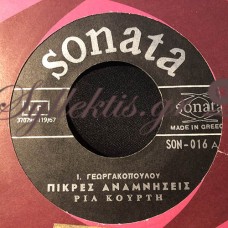 sonata
sonata
MADE IN GREECE
SON-016 A
Ι. ΓΕΩΡΓΑΚΟΠΟΥΛΟΥ
ΠΙΚΡΕΣ ΑΝΑΜΝΗΣΕΙΣ
ΡΙΑ ΚΟΥΡΤΗ